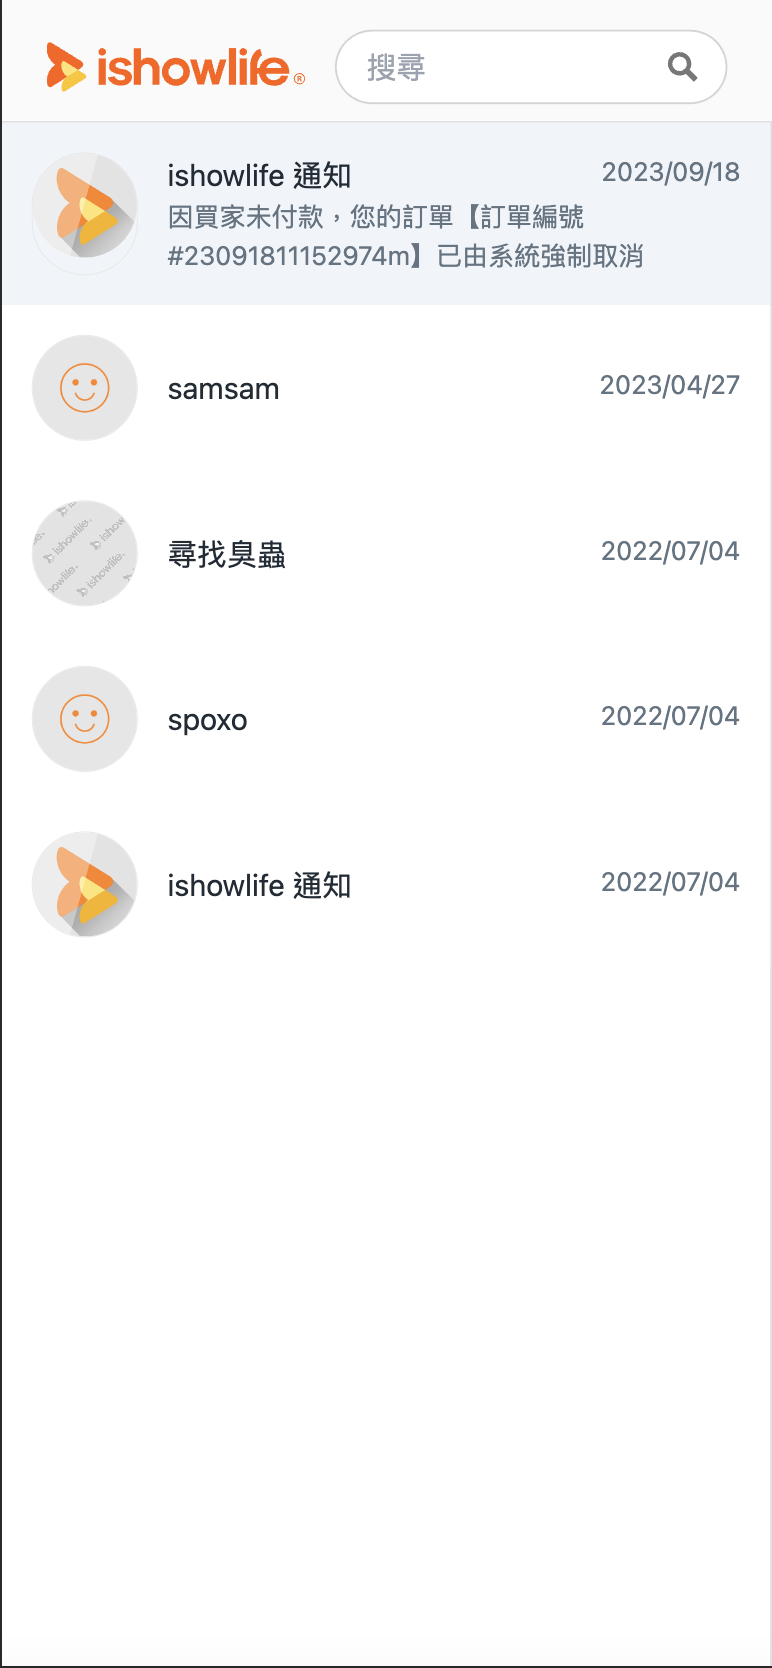 ishowlife®
搜尋
ishowlife 通知
2023/09/18
因買家未付款，您的訂單【訂單編號
#23091811152974m】已由系統強制取消
samsam
2023/04/27
尋找臭蟲
2022/07/04
spoxo
2022/07/04
ishowlife 通知
2022/07/04